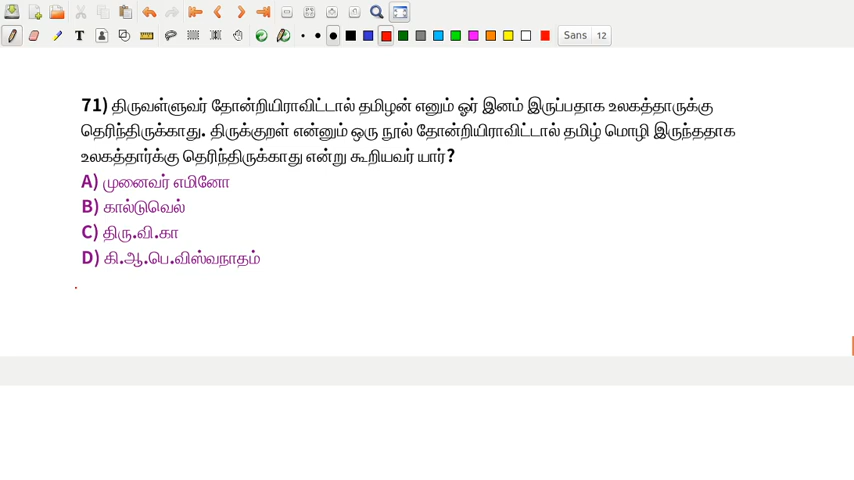 Sans 12
71) திருவள்ளுவர் தோன்றியிராவிட்டால் தமிழன் எனும் ஓர் இனம் இருப்பதாக உலகத்தாருக்கு
தெரிந்திருக்காது. திருக்குறள் என்னும் ஒரு நூல் தோன்றியிராவிட்டால் தமிழ் மொழி இருந்ததாக
உலகத்தார்க்கு தெரிந்திருக்காது என்று கூறியவர் யார்?
A) முனைவர் எமினோ
B) கால்டுவெல்
C) திரு.வி.கா
D) கி.ஆ.பெ.விஸ்வநாதம்